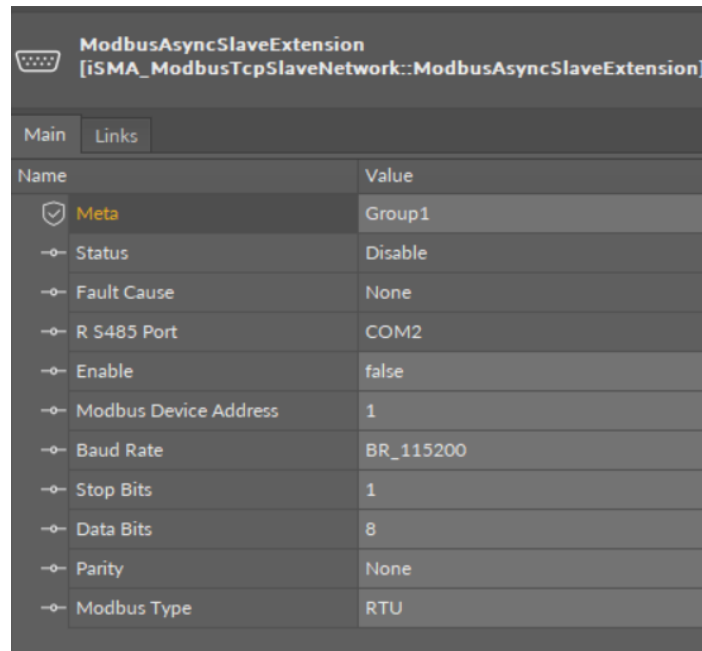 ModbusAsyncSlaveExtension
[iSMA_ModbusTcpSlaveNetwork::ModbusAsyncSlaveExtension]
Main Links
Name Value
Meta Group1
Status Disable
Fault Cause None
R S485 Port COM2
Enable false
Modbus Device Address 1
Baud Rate BR_115200
Stop Bits 1
Data Bits 8
Parity None
Modbus Type RTU